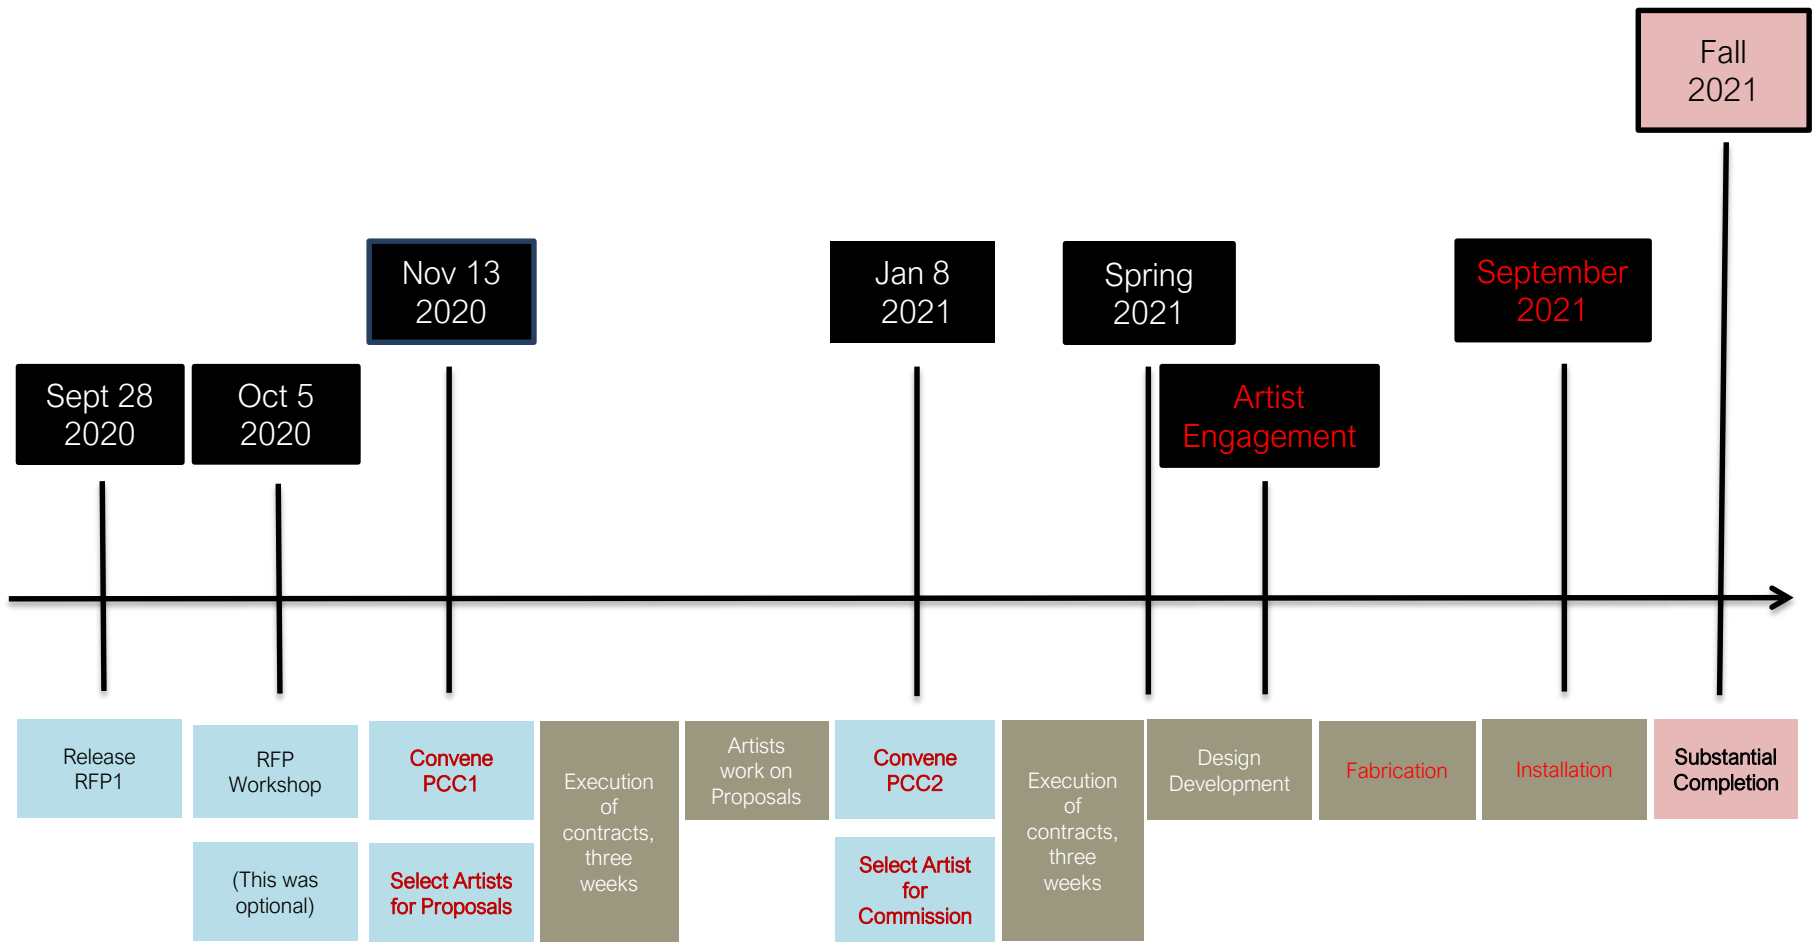 Fall
2021
Nov 13
2020
Jan 8
2021
Spring
2021
September
2021
Sept 28
2020
Oct 5
2020
Artist
Engagement
Release
RFP1
RFP
Workshop
(This was
optional)
Convene
PCC1
Select Artists
for Proposals
Execution
of
contracts,
three
weeks
Artists
work on
Proposals
Convene
PCC2
Select Artist
for
Commission
Execution
of
contracts,
three
weeks
Design
Development
Fabrication
Installation
Substantial
Completion